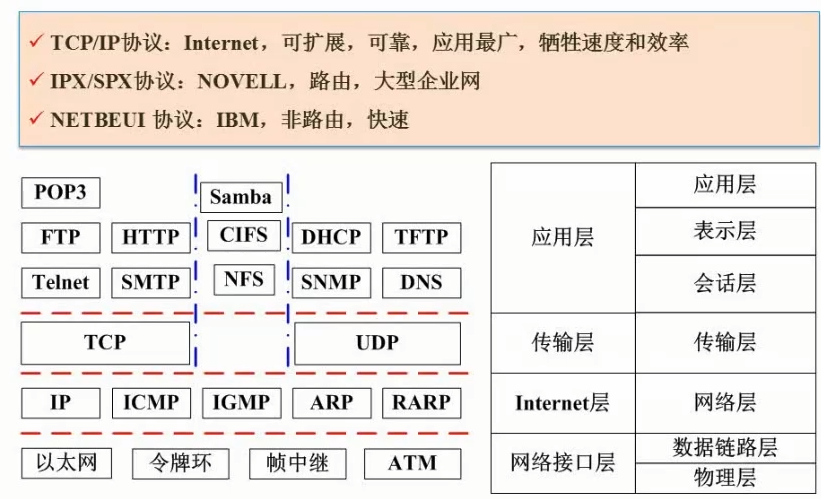 ✓ TCP/IP协议：Internet，可扩展，可靠，应用最广，牺牲速度和效率
✓ IPX/SPX协议：NOVELL，路由，大型企业网
✓ NETBEUI 协议：IBM，非路由，快速
POP3 Samba
FTP HTTP CIFS DHCP TFTP
Telnet SMTP NFS SNMP DNS
TCP UDP
IP ICMP IGMP ARP RARP
以太网 令牌环 帧中继 ATM
应用层 应用层
表示层
会话层
传输层 传输层
Internet层 网络层
网络接口层 数据链路层
物理层